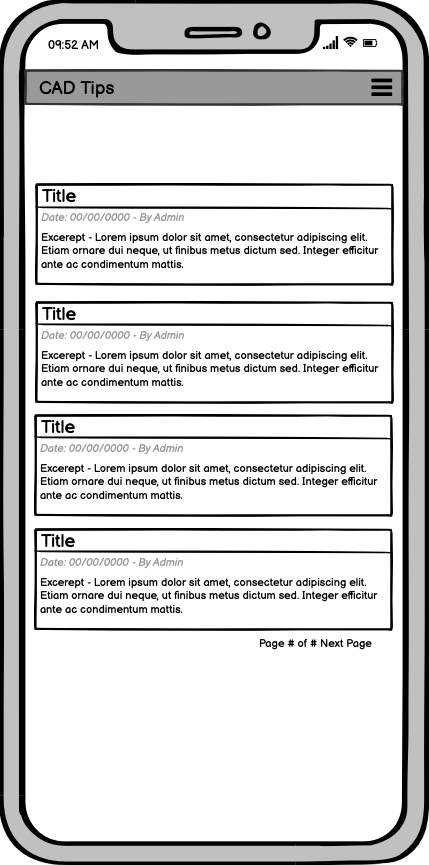 09:52 AM
CAD Tips
Title
Date: 00/00/0000 - By Admin
Excerept - Lorem ipsum dolor sit amet, consectetur adipiscing elit.
Etiam ornare dui neque, ut finibus metus dictum sed. Integer efficitur
ante ac condimentum mattis.
Title
Date: 00/00/0000 - By Admin
Excerept - Lorem ipsum dolor sit amet, consectetur adipiscing elit.
Etiam ornare dui neque, ut finibus metus dictum sed. Integer efficitur
ante ac condimentum mattis.
Title
Date: 00/00/0000 - By Admin
Excerept - Lorem ipsum dolor sit amet, consectetur adipiscing elit.
Etiam ornare dui neque, ut finibus metus dictum sed. Integer efficitur
ante ac condimentum mattis.
Title
Date: 00/00/0000 - By Admin
Excerept - Lorem ipsum dolor sit amet, consectetur adipiscing elit.
Etiam ornare dui neque, ut finibus metus dictum sed. Integer efficitur
ante ac condimentum mattis.
Page # of # Next Page